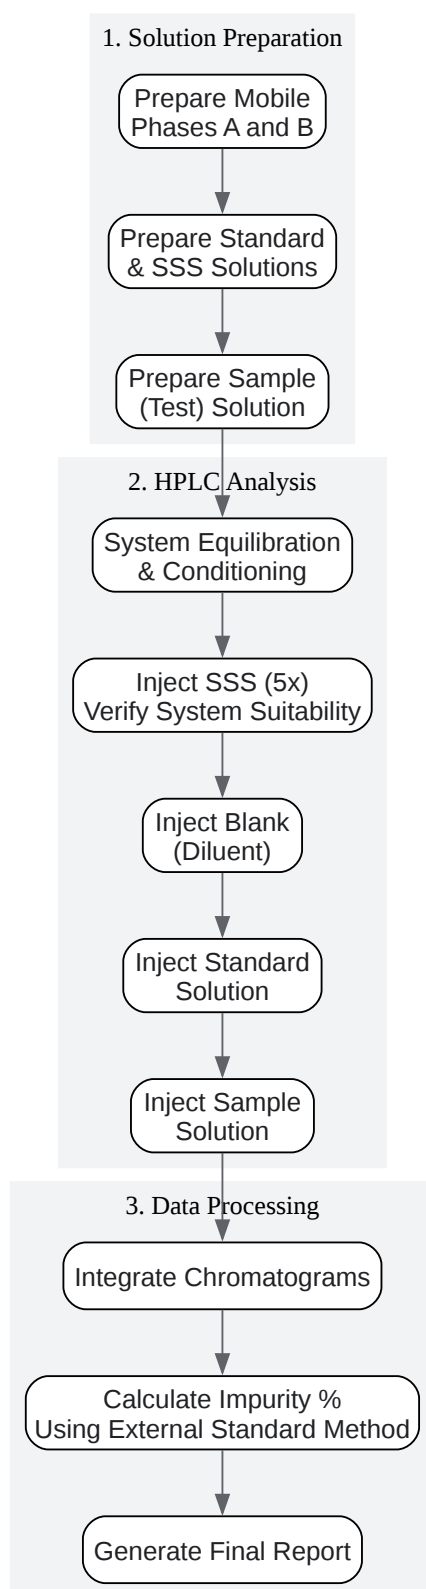 1. Solution Preparation
Prepare Mobile
Phases A and B
Prepare Standard
& SSS Solutions
Prepare Sample
(Test) Solution
2. HPLC Analysis
System Equilibration
& Conditioning
Inject SSS (5x)
Verify System Suitability
Inject Blank
(Diluent)
Inject Standard
Solution
Inject Sample
Solution
3. Data Processing
Integrate Chromatograms
Calculate Impurity %
Using External Standard Method
Generate Final Report